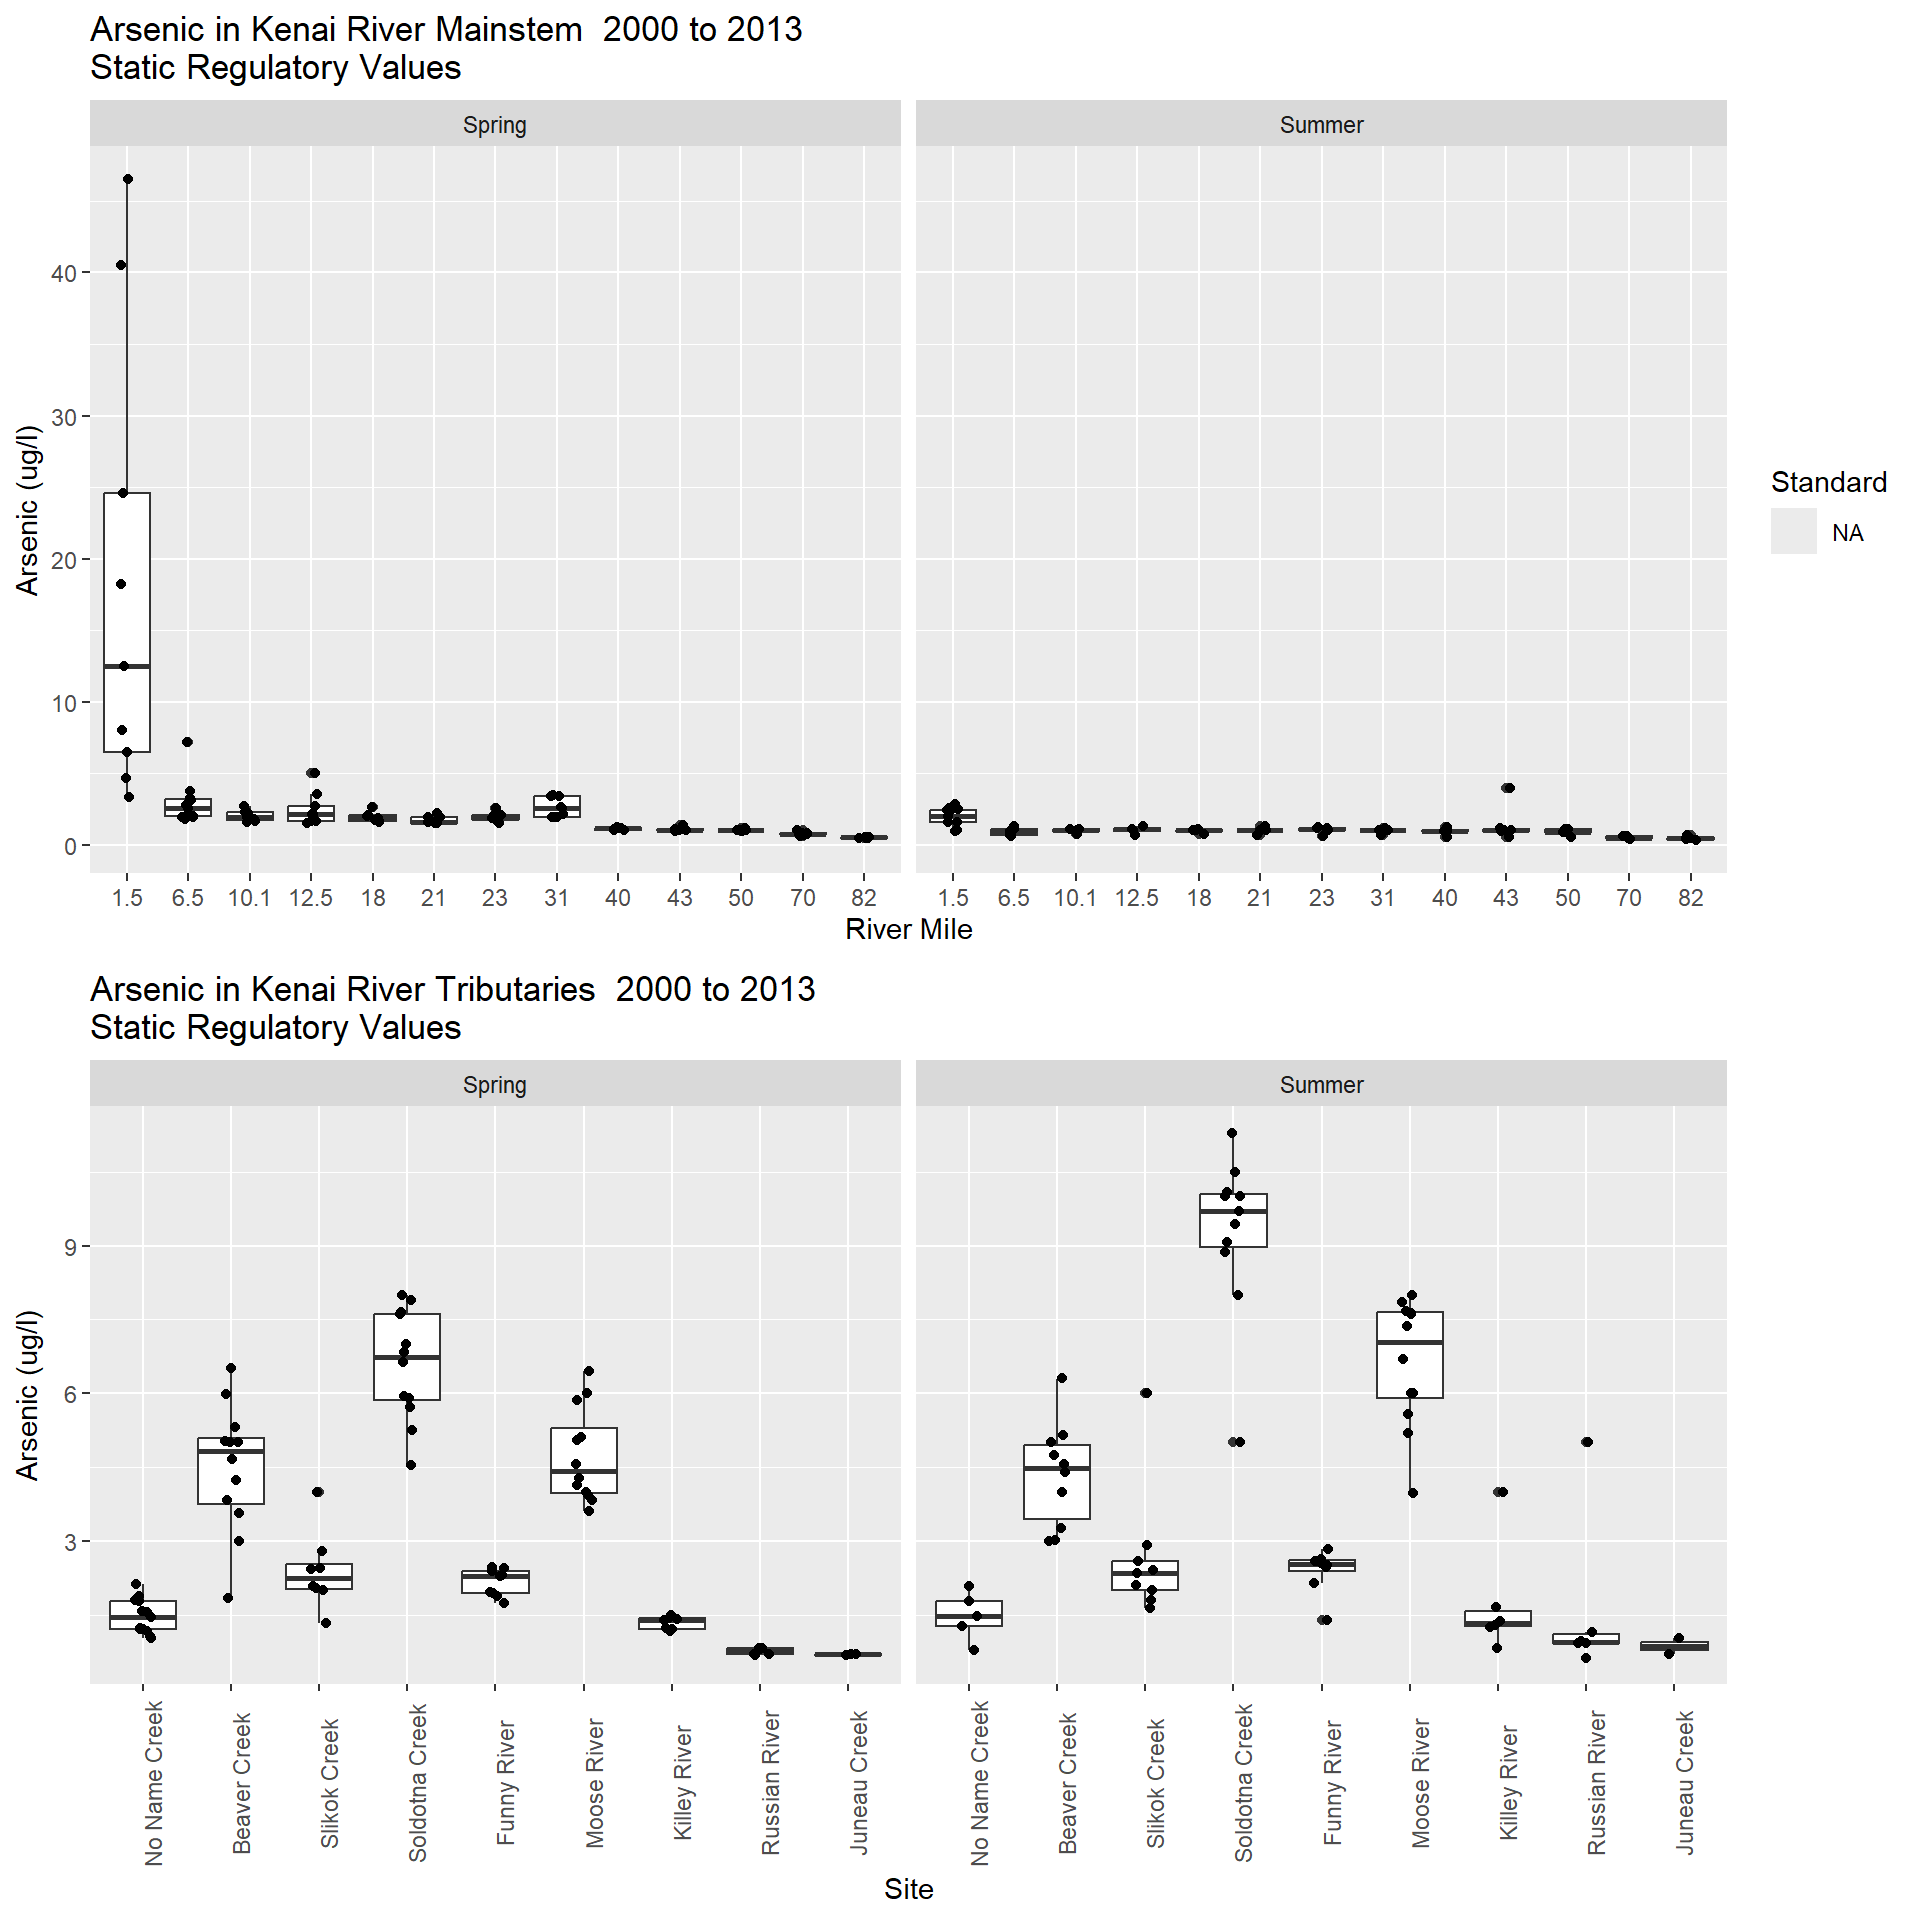 Arsenic in Kenai River Mainstem  2000 to 2013
Static Regulatory Values
Spring
Summer
Arsenic (ug/l)
40
30
20
10
0
1.5 6.5 10.1 12.5 18 21 23 31 40 43 50 70 82
1.5 6.5 10.1 12.5 18 21 23 31 40 43 50 70 82
River Mile
Standard
NA
Arsenic in Kenai River Tributaries  2000 to 2013
Static Regulatory Values
Spring
Summer
Arsenic (ug/l)
9
6
3
No Name Creek
Beaver Creek
Slikok Creek
Soldotna Creek
Funny River
Moose River
Killey River
Russian River
Juneau Creek
No Name Creek
Beaver Creek
Slikok Creek
Soldotna Creek
Funny River
Moose River
Killey River
Russian River
Juneau Creek
Site